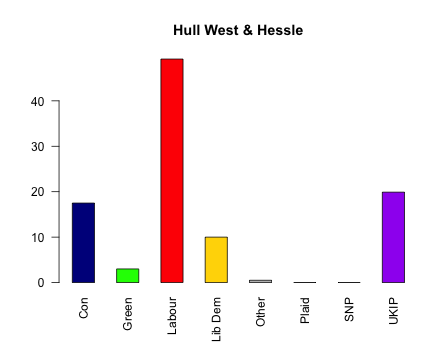 Hull West & Hessle
40
30
20
10
0
Con
Green
Labour
Lib Dem
Other
Plaid
SNP
UKIP